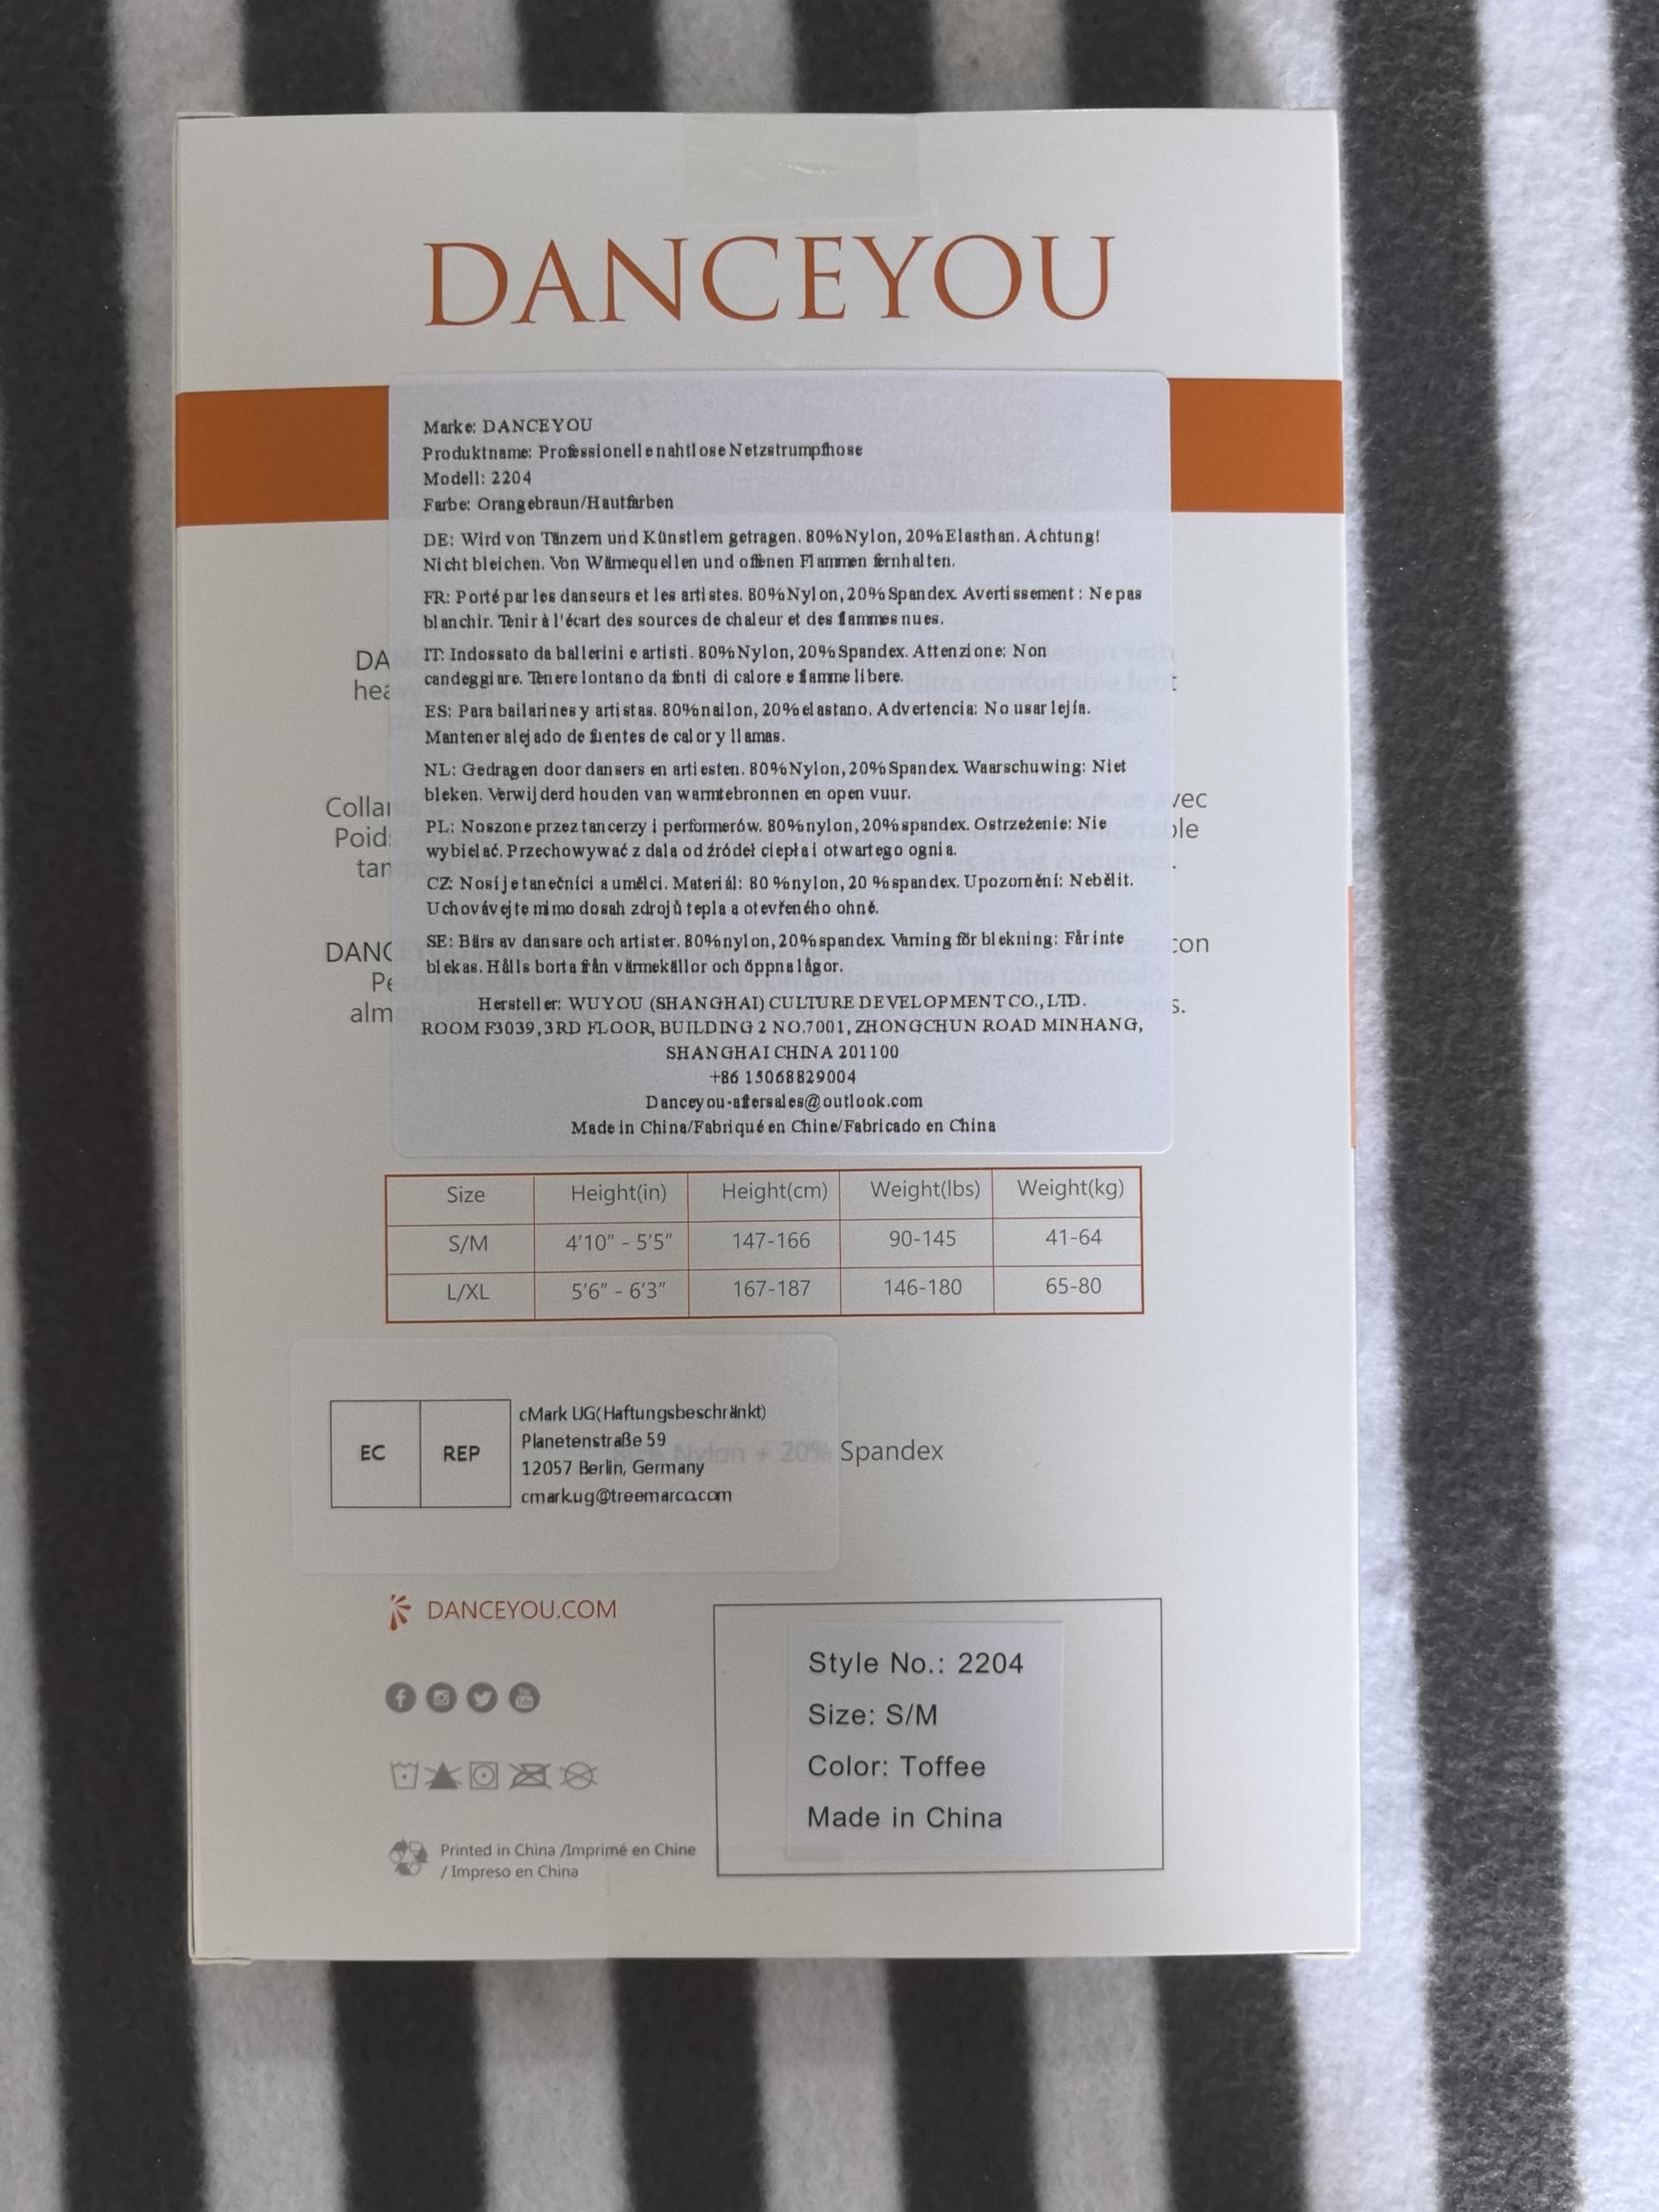 DANCEYOU
Marke: DANCEYOU
Produktname: Professionelle nahtlose Netzstrumpfhose
Modell: 2204
Farbe: Orangebraun/Hautfarben
DE: Wird von Tänzern und Künstlern getragen. 80% Nylon, 20% Elasthan. Achtung!
Nicht bleichen. Von Wärmequellen und offenen Flammen fernhalten.
FR: Porté par les danseurs et les artistes. 80% Nylon, 20% Spandex. Avertissement : Ne pas
blanchir. Tenir à l'écart des sources de chaleur et des flammes nues.
IT: Indossato da ballerini e artisti. 80% Nylon, 20% Spandex. Attenzione: Non
candeggiare. Tenere lontano da fonti di calore e fiamme libere.
ES: Para bailarines y artistas. 80% nailon, 20% elastano. Advertencia: No usar lejía.
Mantener alejado de fuentes de calor y llamas.
NL: Gedragen door dansers en artiesten. 80% Nylon, 20% Spandex. Waarschuwing: Niet
bleken. Verwijderd houden van warmtebronnen en open vuur.
PL: Noszone przez tancerzy i performerów. 80% nylon, 20% spandex. Ostrzeżenie: Nie
wybielać. Przechowywać z dala od źródeł ciepła i otwartego ognia.
CZ: Nosí je tanečníci a umělci. Materiál: 80 % nylon, 20 % spandex. Upozornění: Nebělit.
Uchovávejte mimo dosah zdrojů tepla a otevřeného ohně.
SE: Bärs av dansare och artister. 80% nylon, 20% spandex. Varning för blekning: Får inte
blekas. Hålls borta från värmekällor och öppna lågor.
Hersteller: WUYOU (SHANGHAI) CULTURE DEVELOPMENT CO., LTD.
ROOM F3039, 3RD FLOOR, BUILDING 2 NO.7001, ZHONGCHUN ROAD MINHANG,
SHANGHAI CHINA 201100
+86 15068829004
Danceyou-aftersales@outlook.com
Made in China/Fabriqué en Chine/Fabricado en China
Size Height(in) Height(cm) Weight(lbs) Weight(kg)
S/M 4'10" - 5'5" 147-166 90-145 41-64
L/XL 5'6" - 6'3" 167-187 146-180 65-80
EC REP
cMark UG(Haftungsbeschränkt)
Planetenstraße 59
12057 Berlin, Germany
cmark.ug@treemarco.com
Nylon + 20% Spandex
DANCEYOU.COM
Style No.: 2204
Size: S/M
Color: Toffee
Made in China
Printed in China /Imprimé en Chine
/ Impreso en China